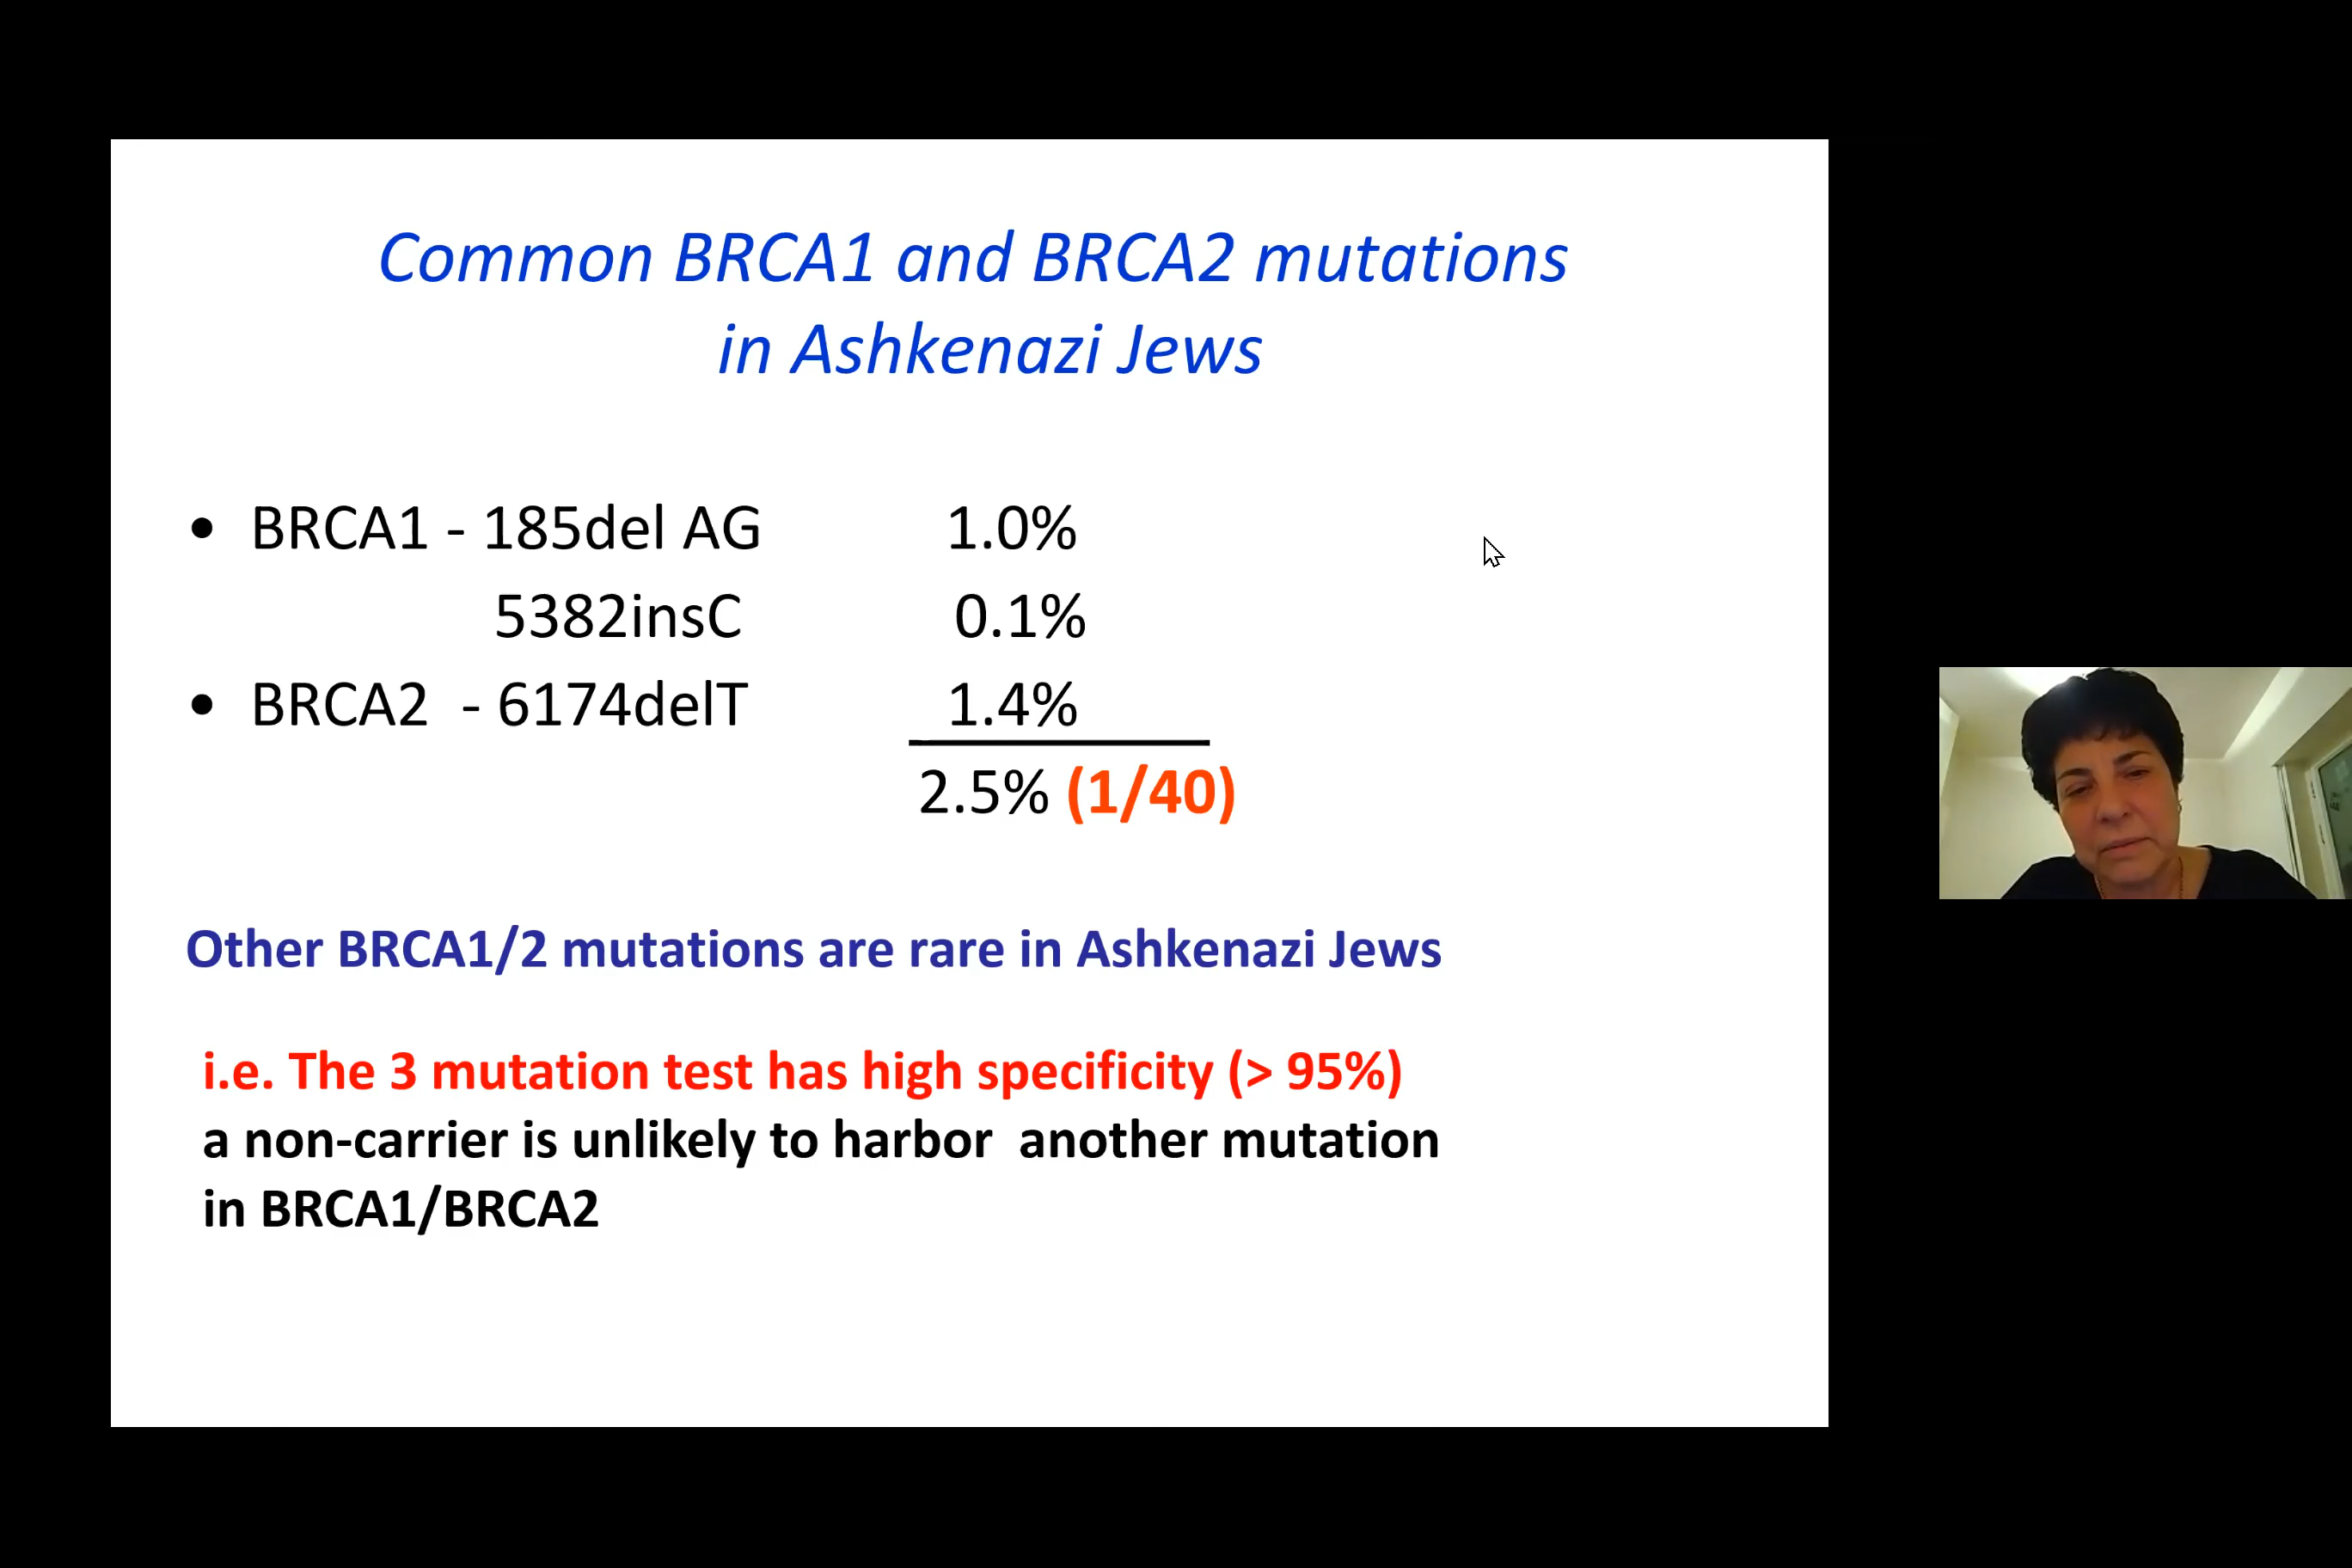 Common BRCA1 and BRCA2 mutations
in Ashkenazi Jews
• BRCA1 - 185del AG 1.0%
5382insC 0.1%
• BRCA2 - 6174delT 1.4%
2.5% (1/40)
Other BRCA1/2 mutations are rare in Ashkenazi Jews
i.e. The 3 mutation test has high specificity (> 95%)
a non-carrier is unlikely to harbor another mutation
in BRCA1/BRCA2